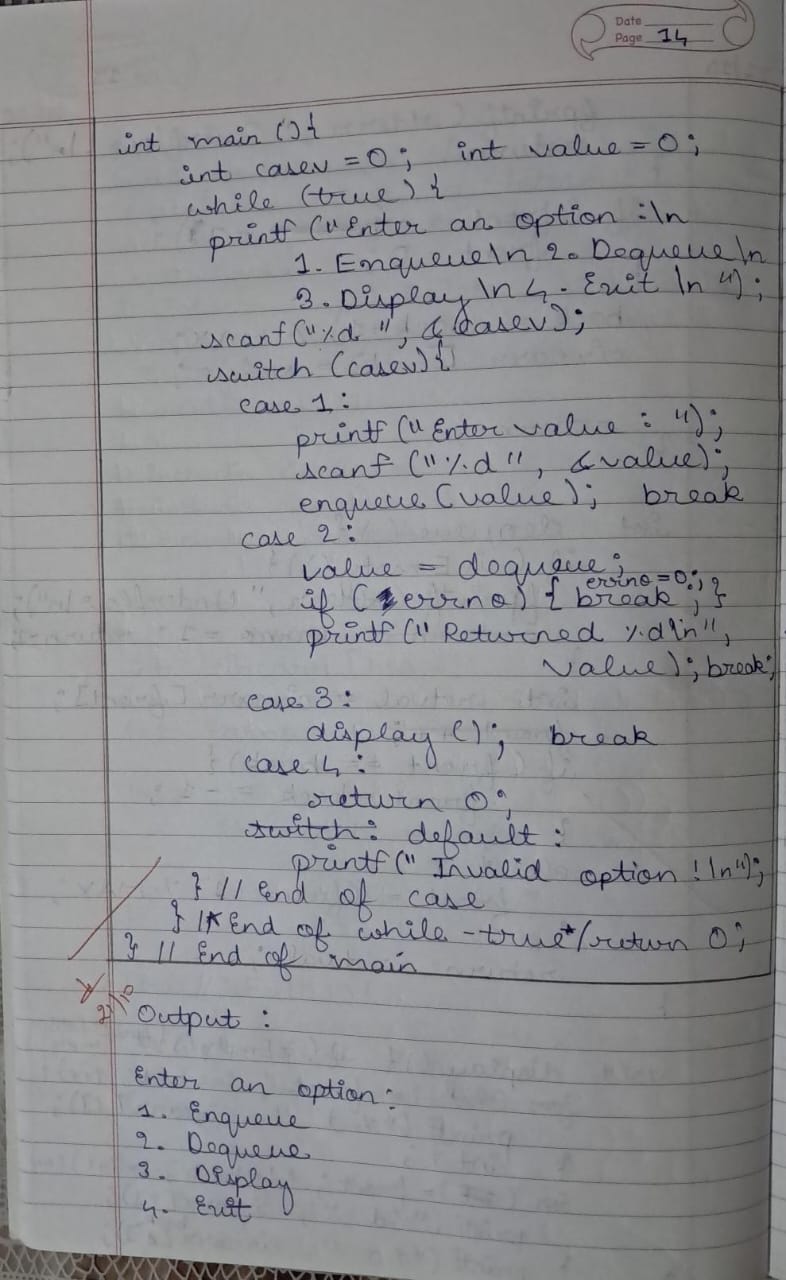 Date
Page 14
int main () {
int casev = 0 ; int value = 0 ;
while (true) {
printf ("Enter an option :\n
1. Enqueue\n 2. Dequeue\n
3. Display \n 4. Exit \n ");
scanf("%d ", &casev);
switch (casev) {
case 1 :
printf (" Enter value : ");
scanf ("%d", &value);
enqueue (value); break
case 2 :
value = dequeue ;
errno = 0;
if (errno) { break ; }
printf (" Returned %d\n",
value); break;
case 3 :
display (); break
case 4 :
return 0 ;
switch : default :
printf (" Invalid option ! \n");
} // End of case
} /* End of while-true*/ return 0 ;
} // End of main
Output :
Enter an option :
1. Enqueue
2. Dequeue
3. Display
4. Exit